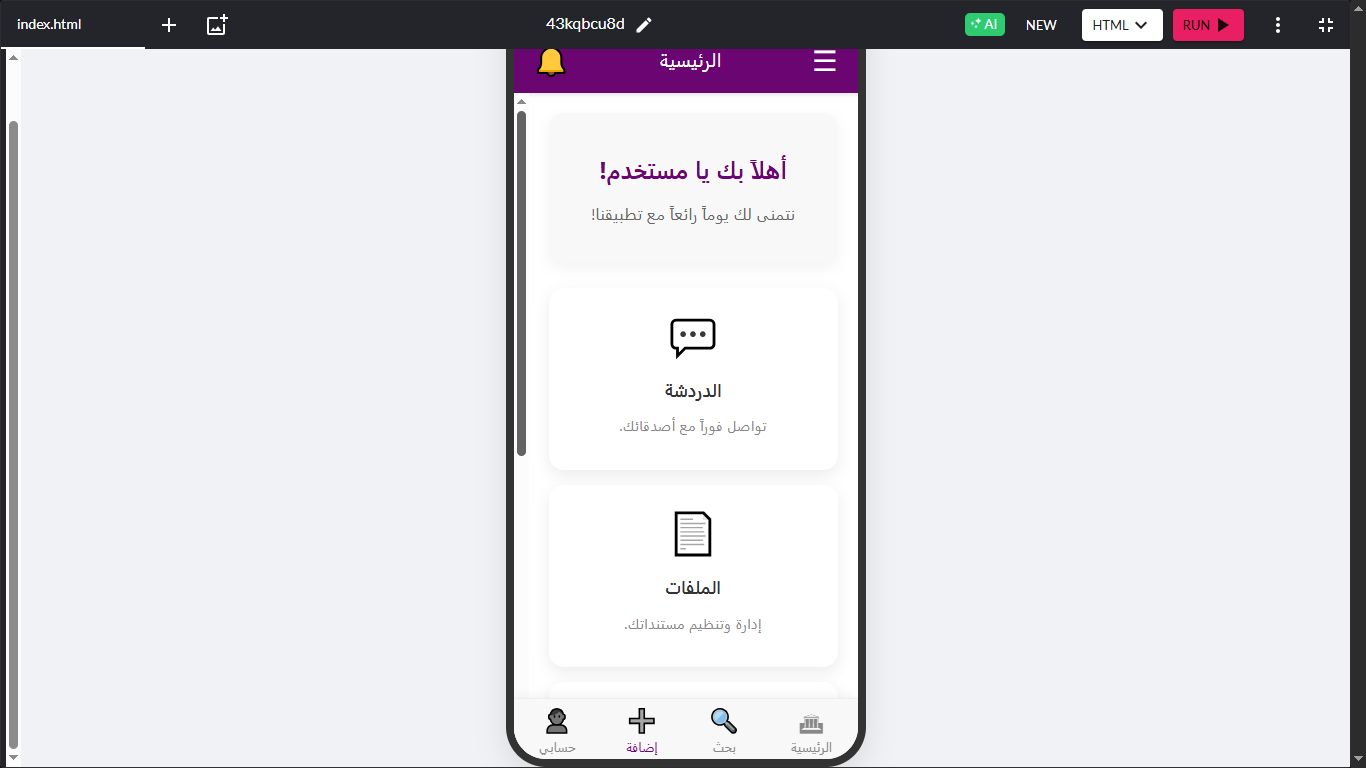 index.html
43kqbcu8d
AI
NEW
HTML
RUN
الرئيسية
أهلاً بك يا مستخدم!
نتمنى لك يوماً رائعاً مع تطبيقنا!
الدردشة
تواصل فوراً مع أصدقائك.
الملفات
إدارة وتنظيم مستنداتك.
الرئيسية
بحث
إضافة
حسابي